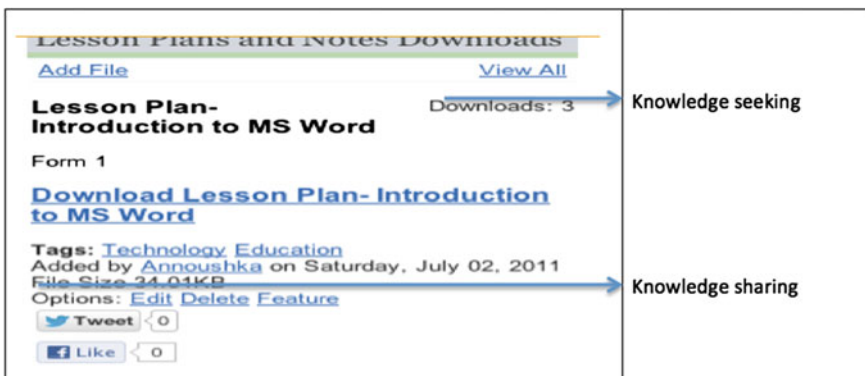 Lesson Plans and Notes Downloads
Add File View All
Lesson Plan- Downloads: 3 Knowledge seeking
Introduction to MS Word
Form 1
Download Lesson Plan- Introduction
to MS Word
Tags: Technology Education
Added by Annoushka on Saturday, July 02, 2011
File Size 34.01KB Knowledge sharing
Options: Edit Delete Feature
Tweet 0
Like 0